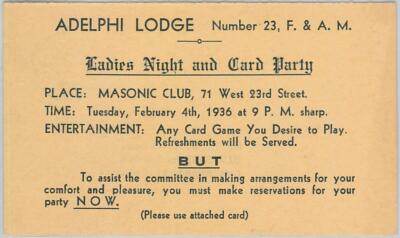 ADELPHI LODGE Number 23, F. & A. M.
Ladies Night and Card Party
PLACE: MASONIC CLUB, 71 West 23rd Street.
TIME: Tuesday, February 4th, 1936 at 9 P. M. sharp.
ENTERTAINMENT: Any Card Game You Desire to Play.
Refreshments will be Served.
BUT
To assist the committee in making arrangements for your
comfort and pleasure, you must make reservations for your
party NOW.
(Please use attached card)